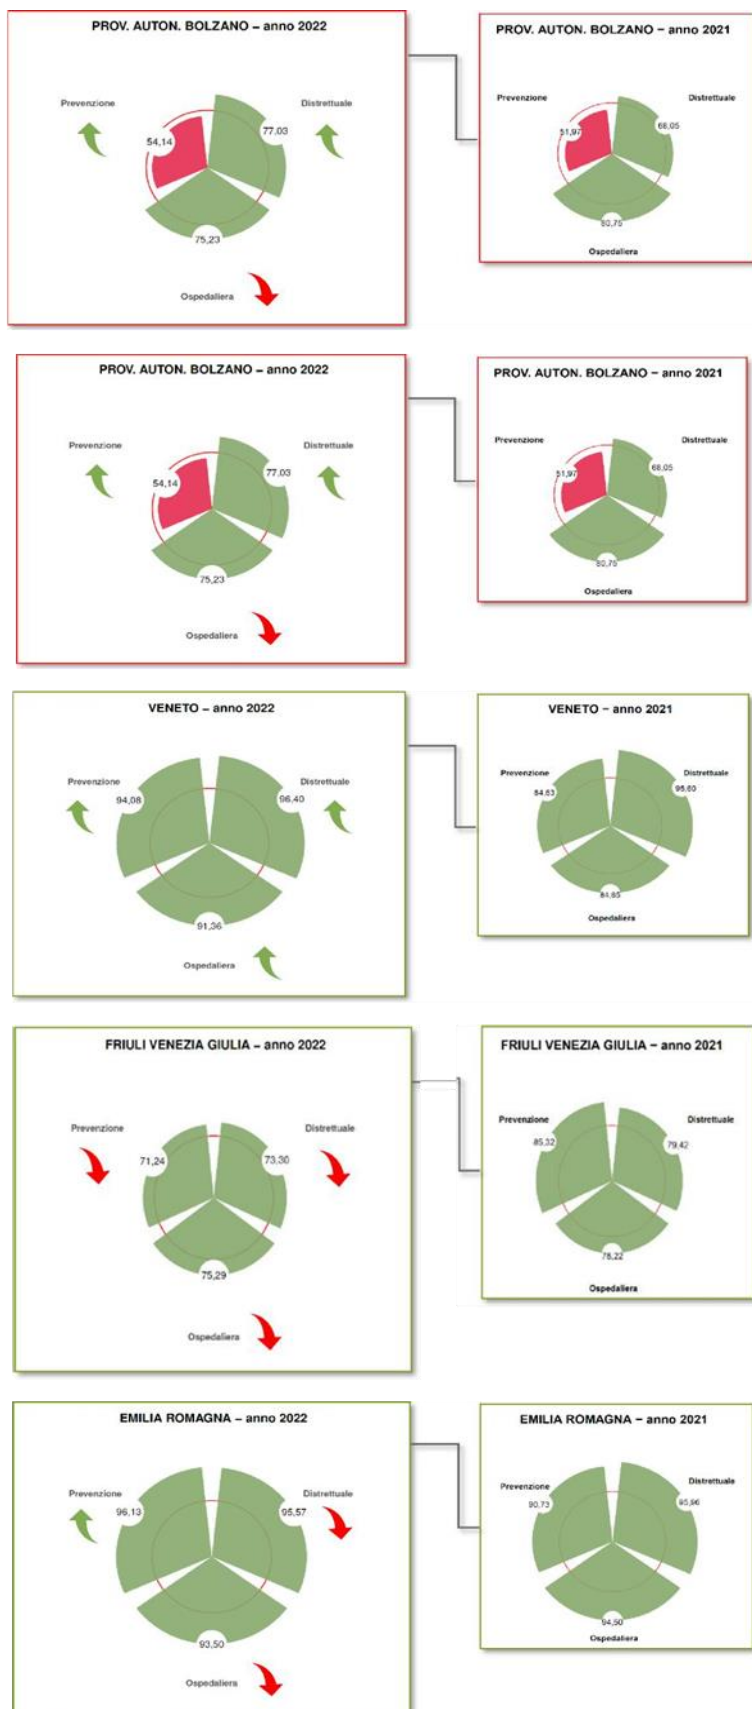 PROV. AUTON. BOLZANO – anno 2022
Prevenzione
Distrettuale
54,14
77,03
75,23
Ospedaliera
PROV. AUTON. BOLZANO – anno 2021
Prevenzione
Distrettuale
51,97
68,05
80,75
Ospedaliera
PROV. AUTON. BOLZANO – anno 2022
Prevenzione
Distrettuale
54,14
77,03
75,23
Ospedaliera
PROV. AUTON. BOLZANO – anno 2021
Prevenzione
Distrettuale
51,97
68,05
80,75
Ospedaliera
VENETO – anno 2022
Prevenzione
Distrettuale
94,08
96,40
91,36
Ospedaliera
VENETO – anno 2021
Prevenzione
Distrettuale
84,63
95,60
84,65
Ospedaliera
FRIULI VENEZIA GIULIA – anno 2022
Prevenzione
Distrettuale
71,24
73,30
75,29
Ospedaliera
FRIULI VENEZIA GIULIA – anno 2021
Prevenzione
Distrettuale
85,32
79,42
78,22
Ospedaliera
EMILIA ROMAGNA – anno 2022
Prevenzione
Distrettuale
96,13
95,57
93,50
Ospedaliera
EMILIA ROMAGNA – anno 2021
Prevenzione
Distrettuale
90,73
95,96
94,50
Ospedaliera